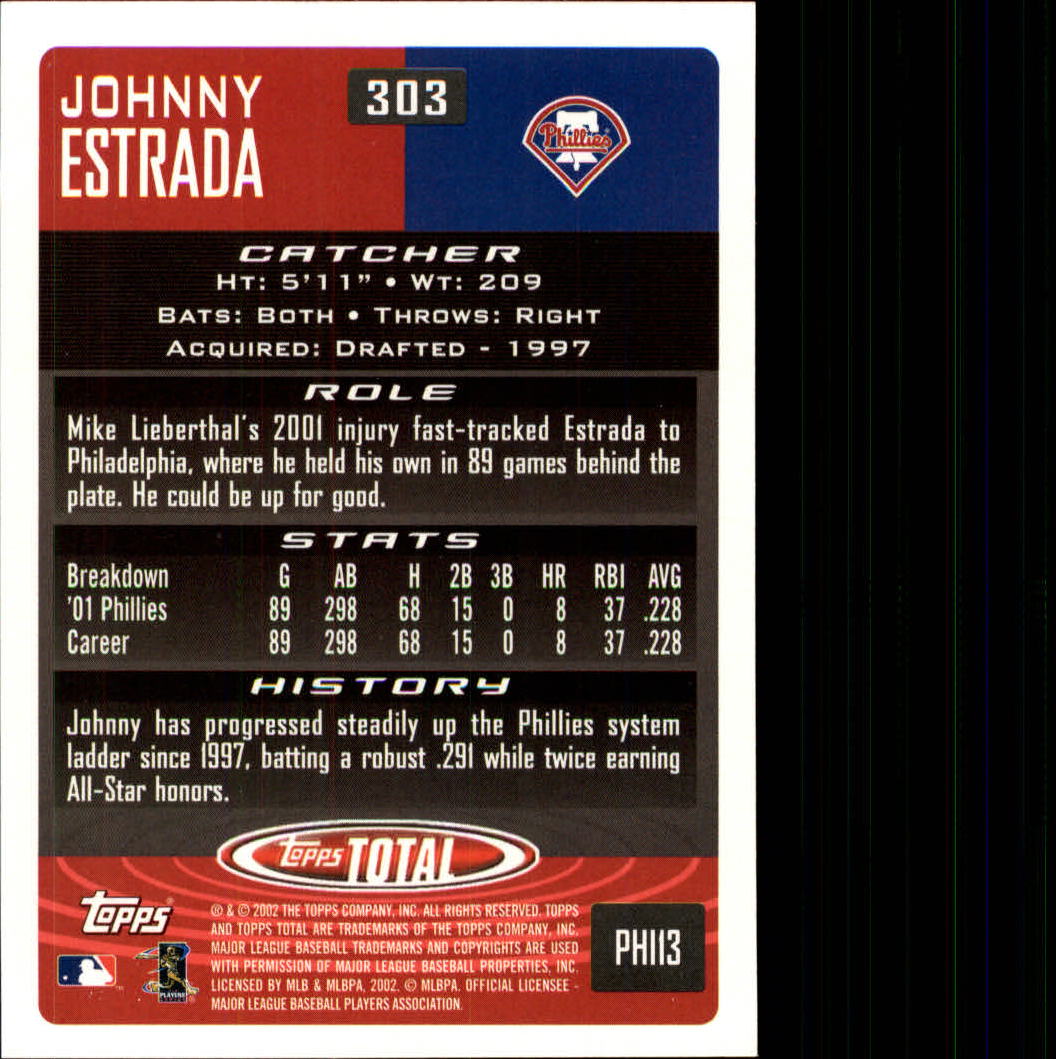 JOHNNY
ESTRADA
303
Phillies
CATCHER
HT: 5'11" • WT: 209
BATS: BOTH • THROWS: RIGHT
ACQUIRED: DRAFTED - 1997
ROLE
Mike Lieberthal's 2001 injury fast-tracked Estrada to
Philadelphia, where he held his own in 89 games behind the
plate. He could be up for good.
STATS
Breakdown G AB H 2B 3B HR RBI AVG
'01 Phillies 89 298 68 15 0 8 37 .228
Career 89 298 68 15 0 8 37 .228
HISTORY
Johnny has progressed steadily up the Phillies system
ladder since 1997, batting a robust .291 while twice earning
All-Star honors.
Topps TOTAL
Topps
® & © 2002 THE TOPPS COMPANY, INC. ALL RIGHTS RESERVED. TOPPS
AND TOPPS TOTAL ARE TRADEMARKS OF THE TOPPS COMPANY, INC.
MAJOR LEAGUE BASEBALL TRADEMARKS AND COPYRIGHTS ARE USED
WITH PERMISSION OF MAJOR LEAGUE BASEBALL PROPERTIES, INC.
LICENSED BY MLB & MLBPA, 2002. © MLBPA. OFFICIAL LICENSEE -
MAJOR LEAGUE BASEBALL PLAYERS ASSOCIATION.
PLAYERS
PHI13